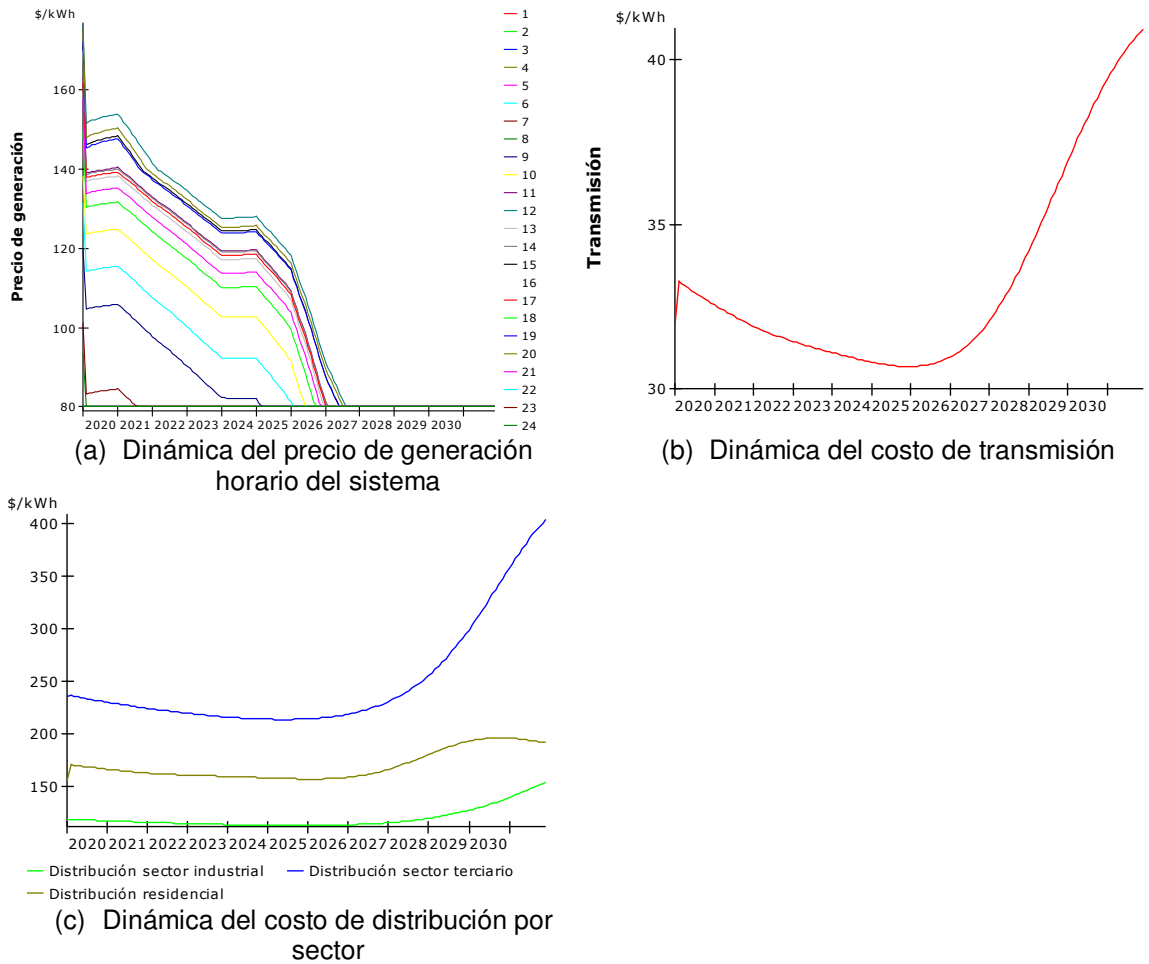 $/kWh
Precio de generación
160
140
120
100
80
2020 2021 2022 2023 2024 2025 2026 2027 2028 2029 2030
1
2
3
4
5
6
7
8
9
10
11
12
13
14
15
16
17
18
19
20
21
22
23
24
(a) Dinámica del precio de generación
horario del sistema
$/kWh
Transmisión
40
35
30
2020 2021 2022 2023 2024 2025 2026 2027 2028 2029 2030
(b) Dinámica del costo de transmisión
$/kWh
400
350
300
250
200
150
2020 2021 2022 2023 2024 2025 2026 2027 2028 2029 2030
Distribución sector industrial
Distribución sector terciario
Distribución residencial
(c) Dinámica del costo de distribución por
sector